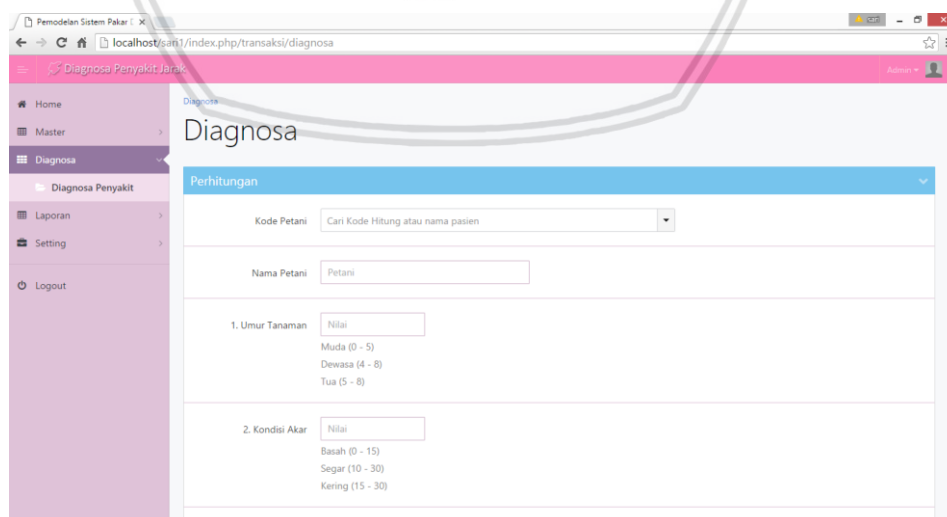 Pemodelan Sistem Pakar
sari
localhost/sari1/index.php/transaksi/diagnosa
Diagnosa Penyakit Jarak
Admin
Home
Master
Diagnosa
Diagnosa Penyakit
Laporan
Setting
Logout
Diagnosa
Diagnosa
Perhitungan
Kode Petani
Cari Kode Hitung atau nama pasien
Nama Petani
Petani
1. Umur Tanaman
Nilai
Muda (0 - 5)
Dewasa (4 - 8)
Tua (5 - 8)
2. Kondisi Akar
Nilai
Basah (0 - 15)
Segar (10 - 30)
Kering (15 - 30)